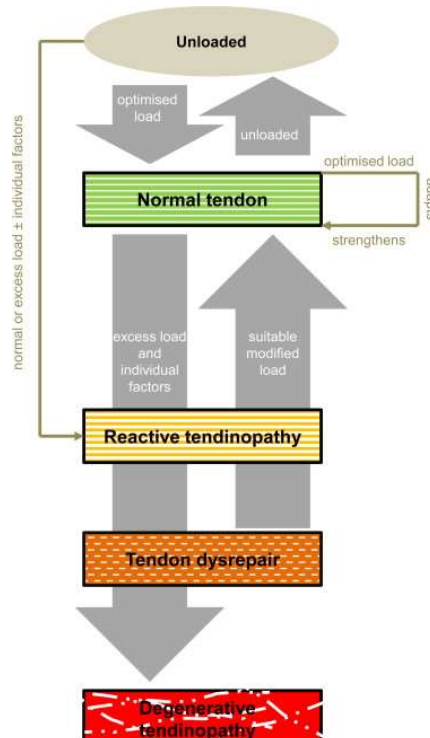 Unloaded
optimised
load
unloaded
normal or excess load ± individual factors
optimised load
Normal tendon
adapts
strengthens
excess load
and
individual
factors
suitable
modified
load
Reactive tendinopathy
Tendon dysrepair
Degenerative
tendinopathy